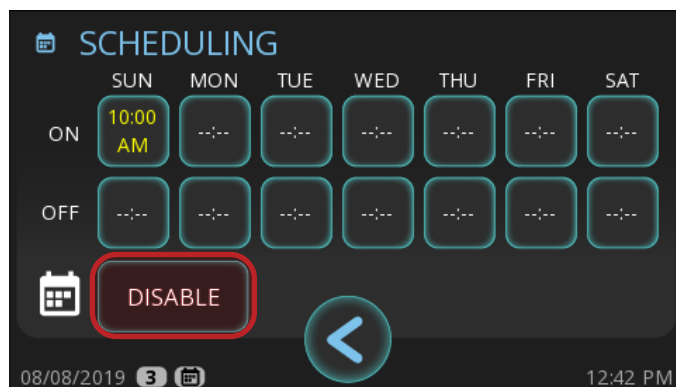 SCHEDULING
SUN MON TUE WED THU FRI SAT
ON 10:00 AM --:-- --:-- --:-- --:-- --:-- --:--
OFF --:-- --:-- --:-- --:-- --:-- --:-- --:--
DISABLE
08/08/2019 3 12:42 PM